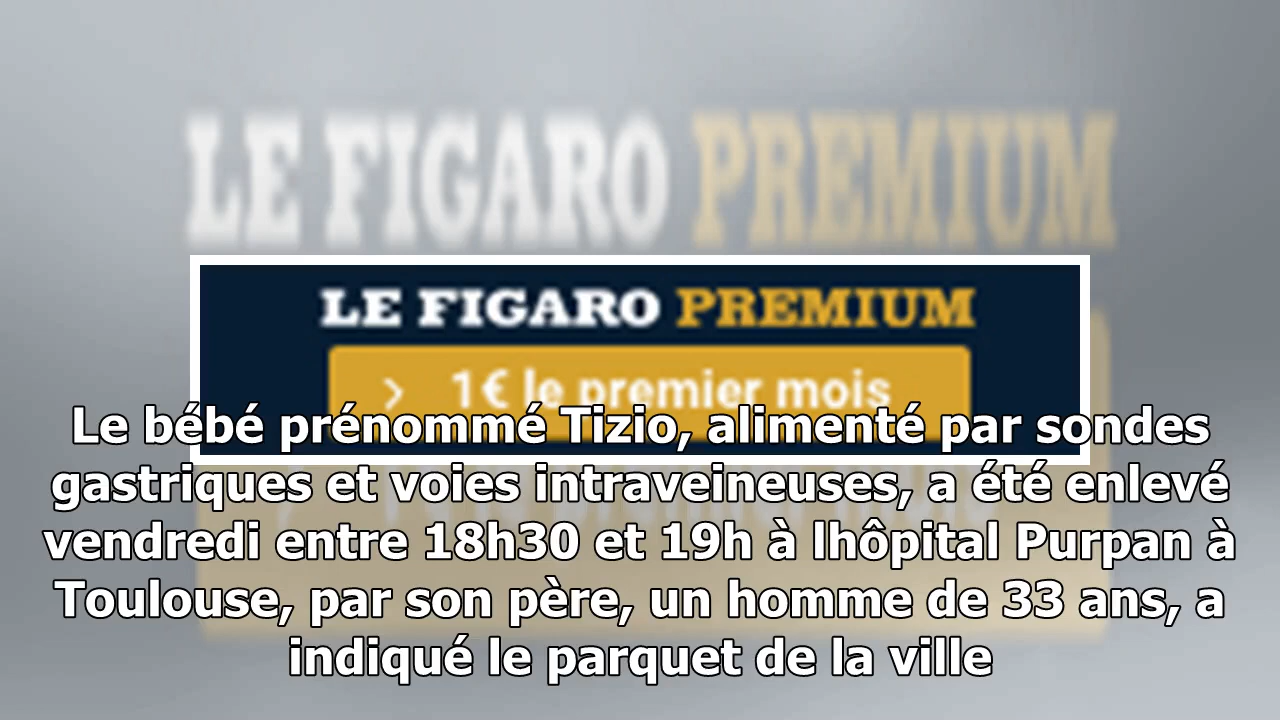 LE FIGARO PREMIUM
LE FIGARO PREMIUM
> 1€ le premier mois
Le bébé prénommé Tizio, alimenté par sondes
gastriques et voies intraveineuses, a été enlevé
vendredi entre 18h30 et 19h à lhôpital Purpan à
Toulouse, par son père, un homme de 33 ans, a
indiqué le parquet de la ville